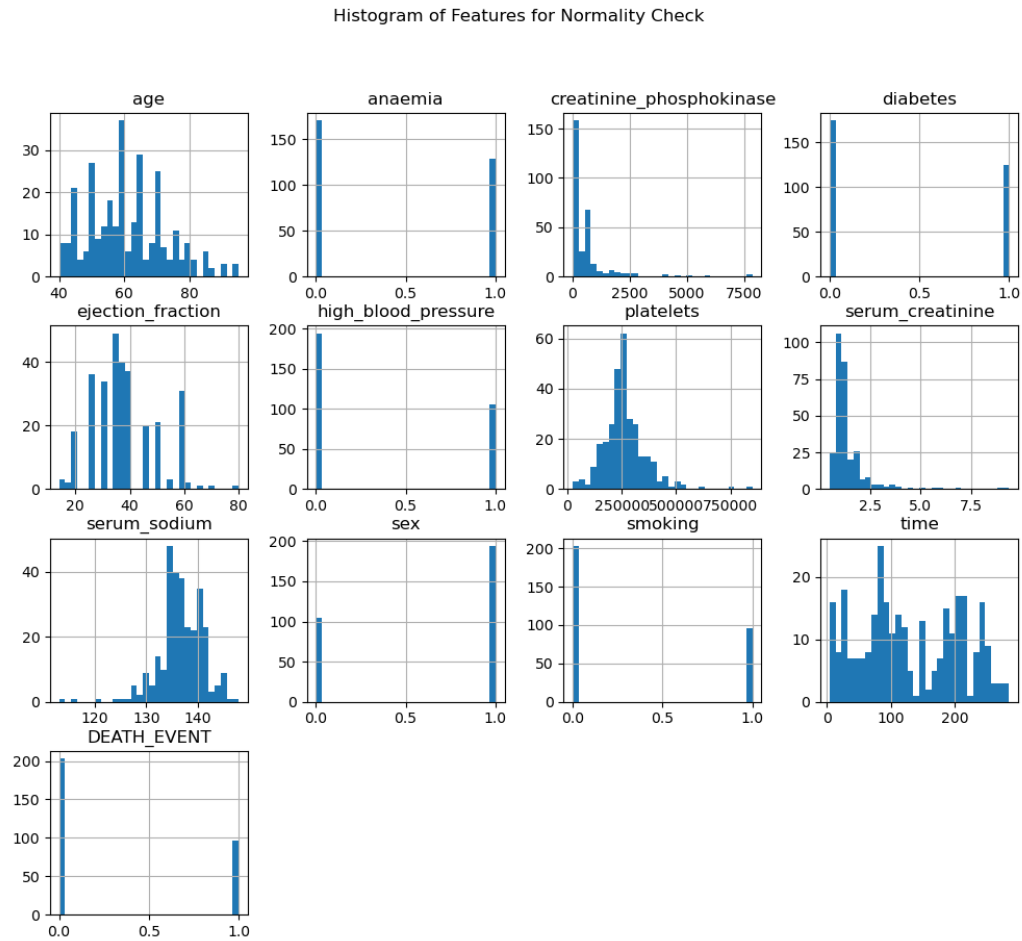 Histogram of Features for Normality Check
age
anaemia
creatinine_phosphokinase
diabetes
30
20
10
0
40 60 80
150
100
50
0
0.0 0.5 1.0
150
100
50
0
0 2500 5000 7500
150
100
50
0
0.0 0.5 1.0
ejection_fraction
high_blood_pressure
platelets
serum_creatinine
40
20
0
20 40 60 80
200
150
100
50
0
0.0 0.5 1.0
60
40
20
0
0 250000 500000 750000
100
75
50
25
0
2.5 5.0 7.5
serum_sodium
sex
smoking
time
40
20
0
120 130 140
200
150
100
50
0
0.0 0.5 1.0
200
150
100
50
0
0.0 0.5 1.0
20
10
0
0 100 200
DEATH_EVENT
200
150
100
50
0
0.0 0.5 1.0